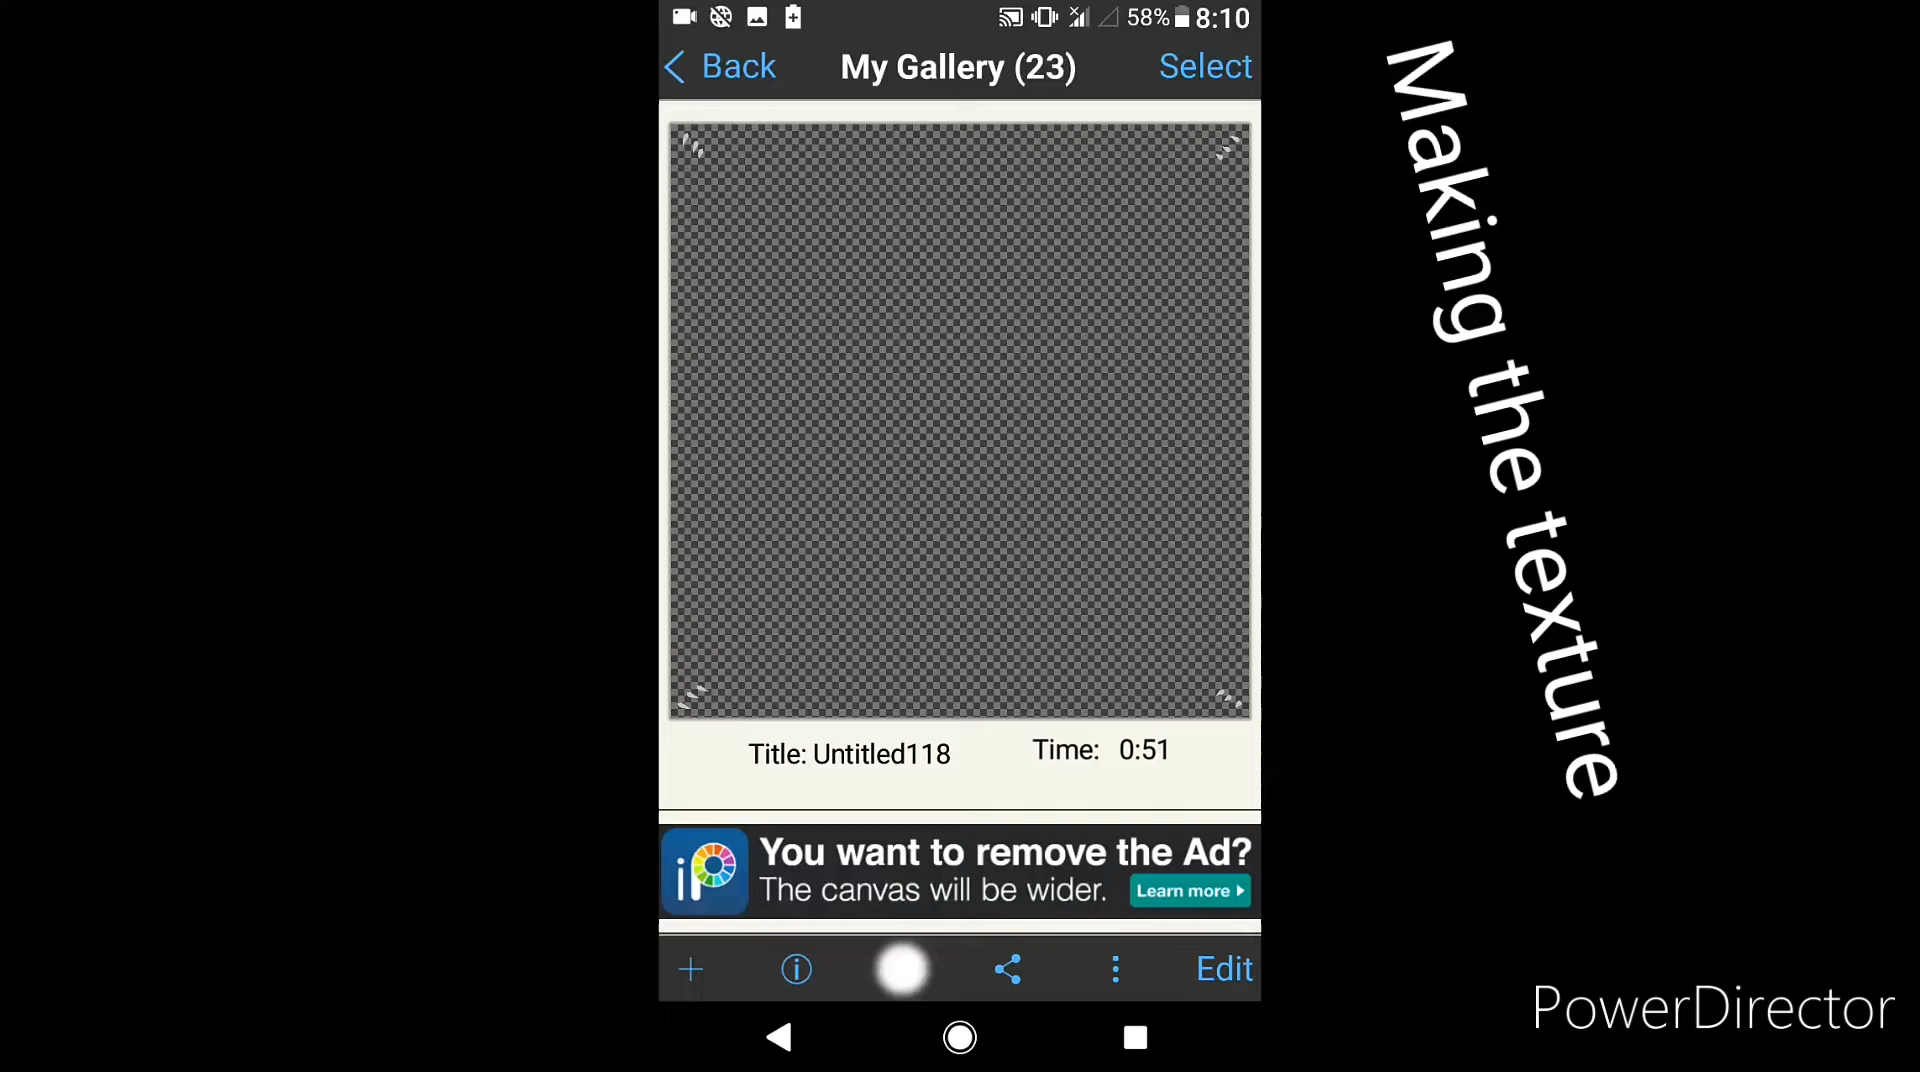 58% 8:10
Back My Gallery (23) Select
Title: Untitled118 Time: 0:51
iP You want to remove the Ad?
The canvas will be wider. Learn more
Edit
Making the texture
PowerDirector